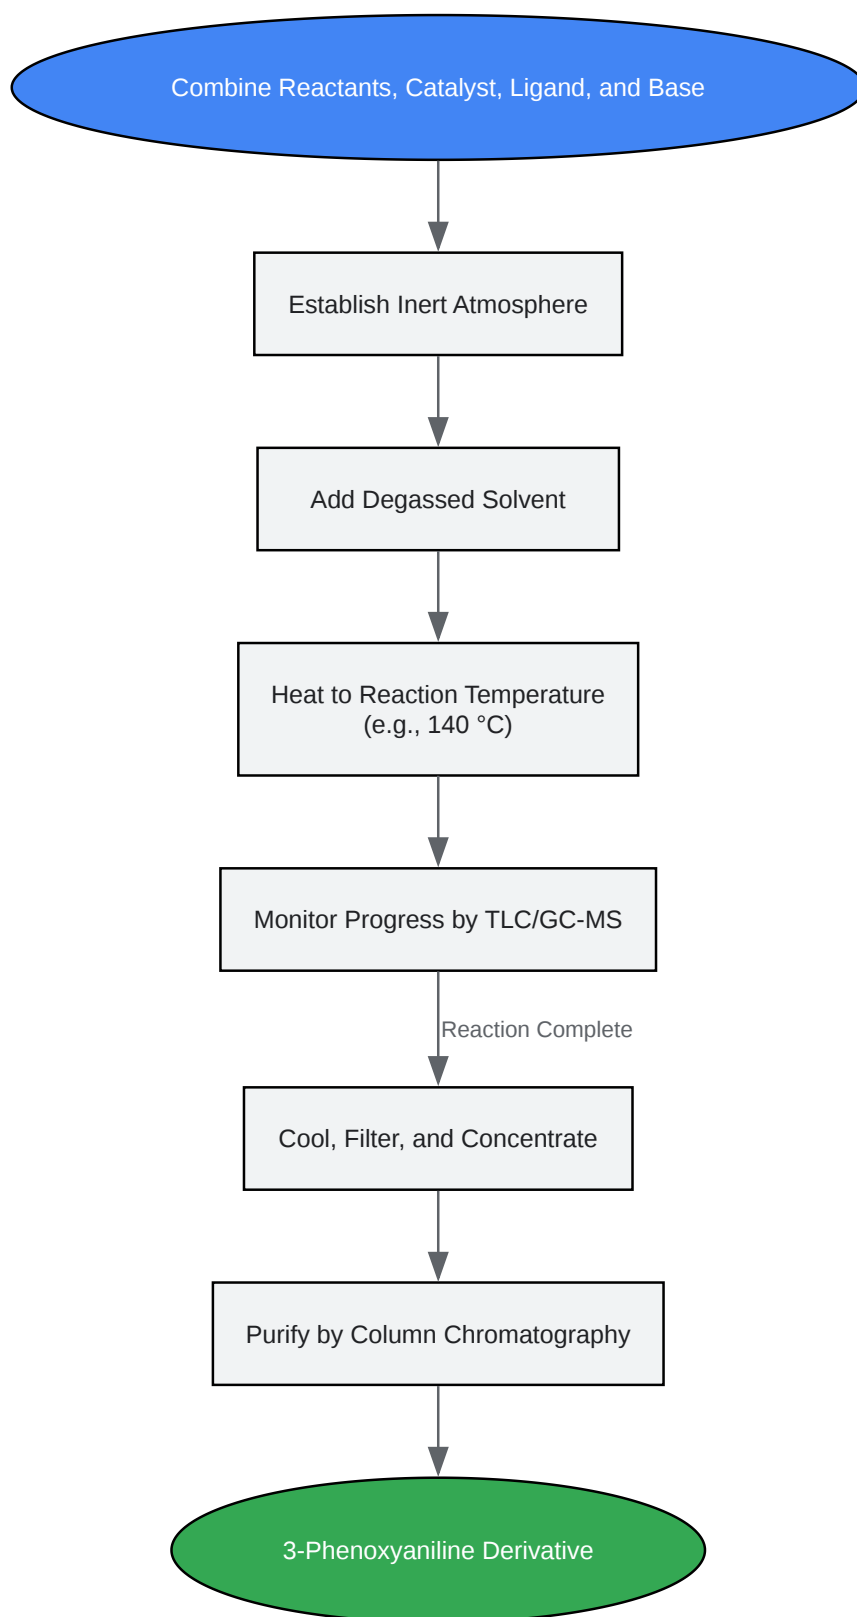 Combine Reactants, Catalyst, Ligand, and Base
Establish Inert Atmosphere
Add Degassed Solvent
Heat to Reaction Temperature
(e.g., 140 °C)
Monitor Progress by TLC/GC-MS
Reaction Complete
Cool, Filter, and Concentrate
Purify by Column Chromatography
3-Phenoxyaniline Derivative